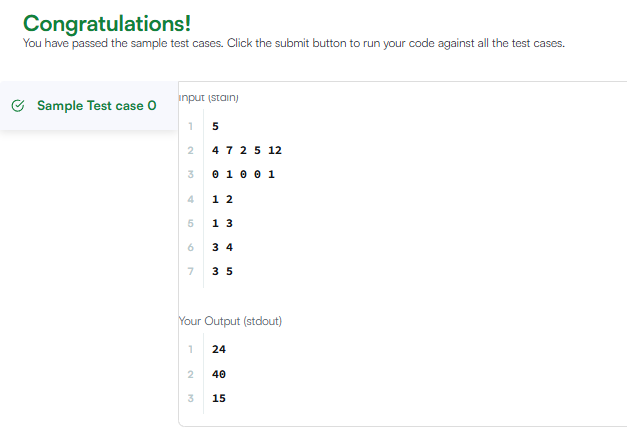 Congratulations!
You have passed the sample test cases. Click the submit button to run your code against all the test cases.
Sample Test case 0
Input (stdin)
1 5
2 4 7 2 5 12
3 0 1 0 0 1
4 1 2
5 1 3
6 3 4
7 3 5
Your Output (stdout)
1 24
2 40
3 15